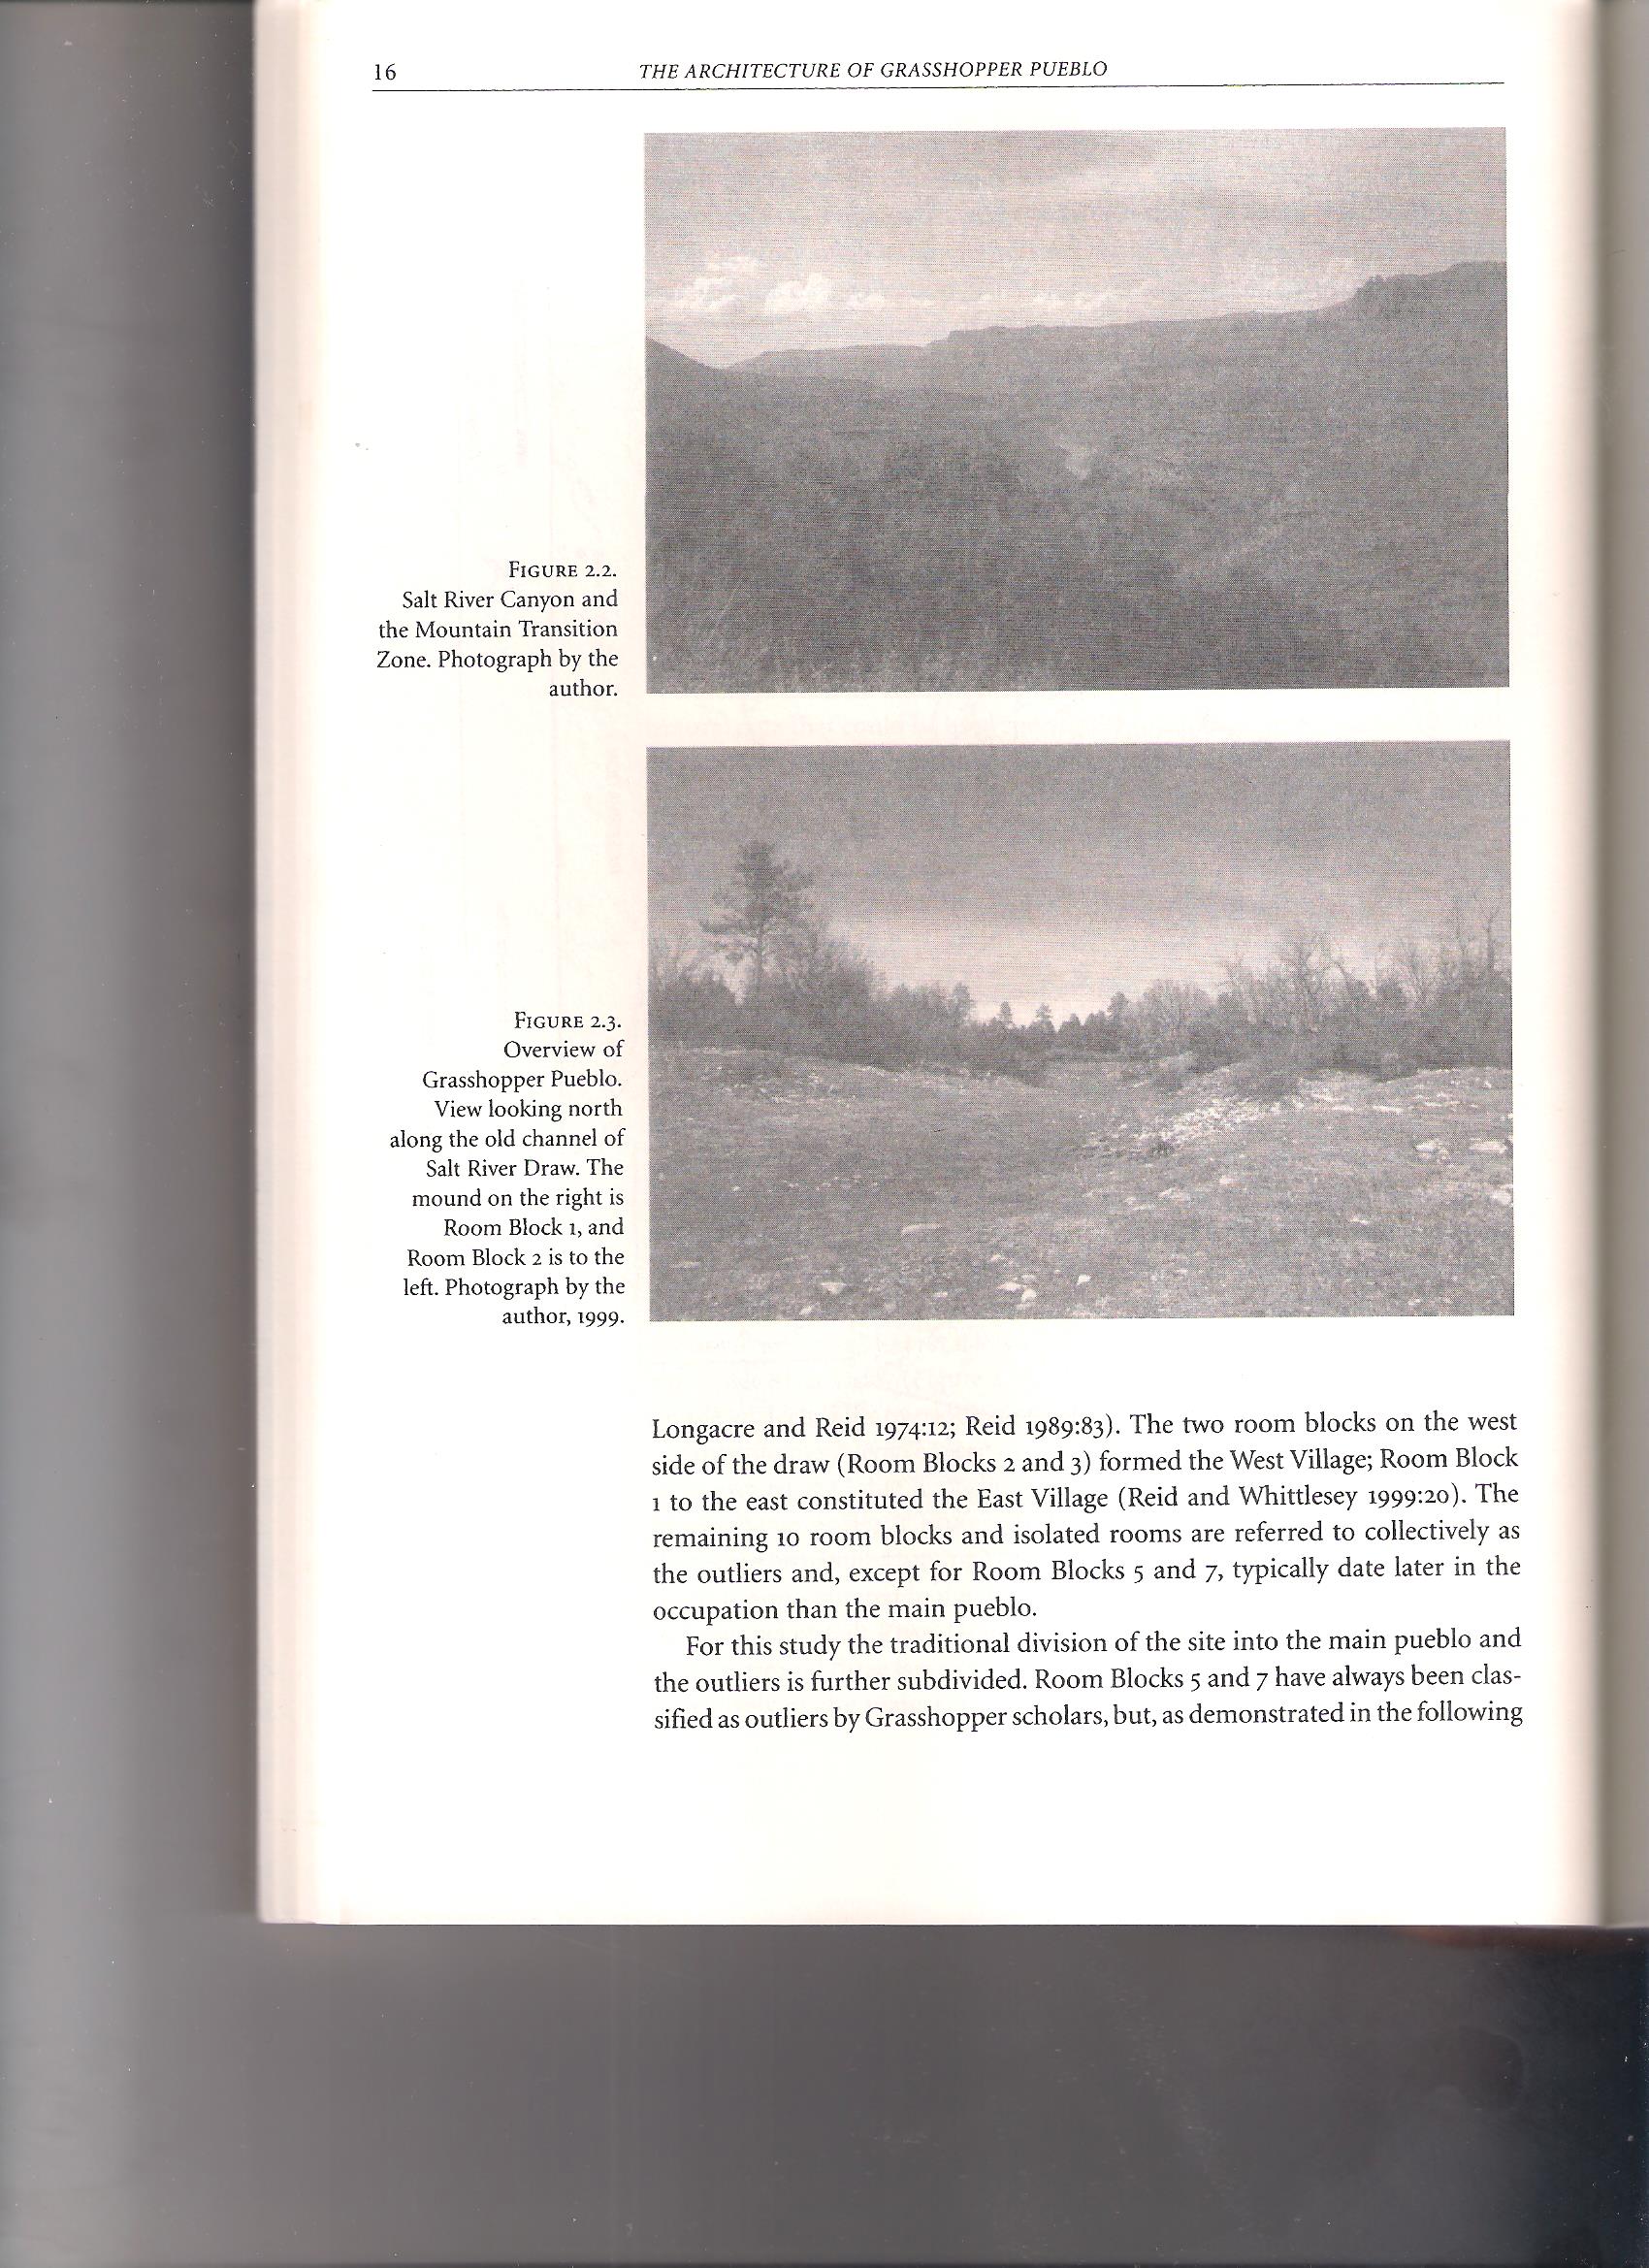 16
THE ARCHITECTURE OF GRASSHOPPER PUEBLO
FIGURE 2.2.
Salt River Canyon and
the Mountain Transition
Zone. Photograph by the
author.
FIGURE 2.3.
Overview of
Grasshopper Pueblo.
View looking north
along the old channel of
Salt River Draw. The
mound on the right is
Room Block 1, and
Room Block 2 is to the
left. Photograph by the
author, 1999.
Longacre and Reid 1974:12; Reid 1989:83). The two room blocks on the west
side of the draw (Room Blocks 2 and 3) formed the West Village; Room Block
1 to the east constituted the East Village (Reid and Whittlesey 1999:20). The
remaining 10 room blocks and isolated rooms are referred to collectively as
the outliers and, except for Room Blocks 5 and 7, typically date later in the
occupation than the main pueblo.
For this study the traditional division of the site into the main pueblo and
the outliers is further subdivided. Room Blocks 5 and 7 have always been clas-
sified as outliers by Grasshopper scholars, but, as demonstrated in the following